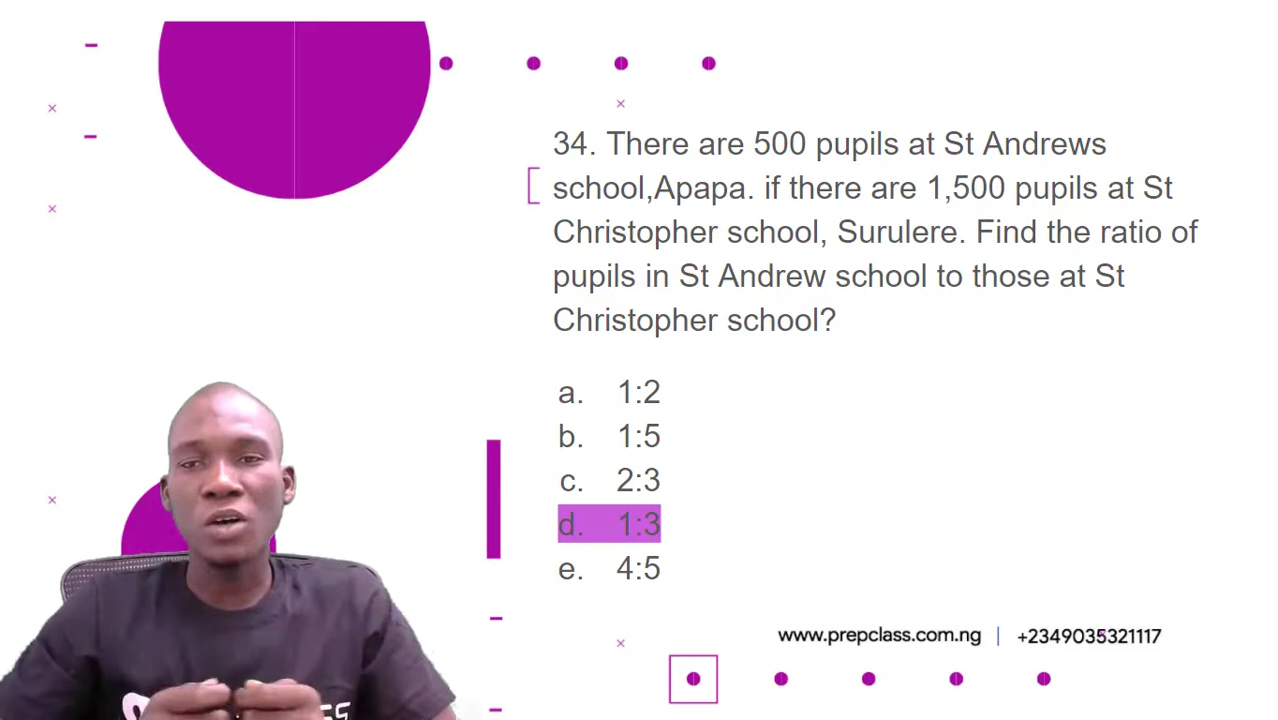 34. There are 500 pupils at St Andrews
school,Apapa. if there are 1,500 pupils at St
Christopher school, Surulere. Find the ratio of
pupils in St Andrew school to those at St
Christopher school?
a. 1:2
b. 1:5
c. 2:3
d. 1:3
e. 4:5
www.prepclass.com.ng | +2349035321117